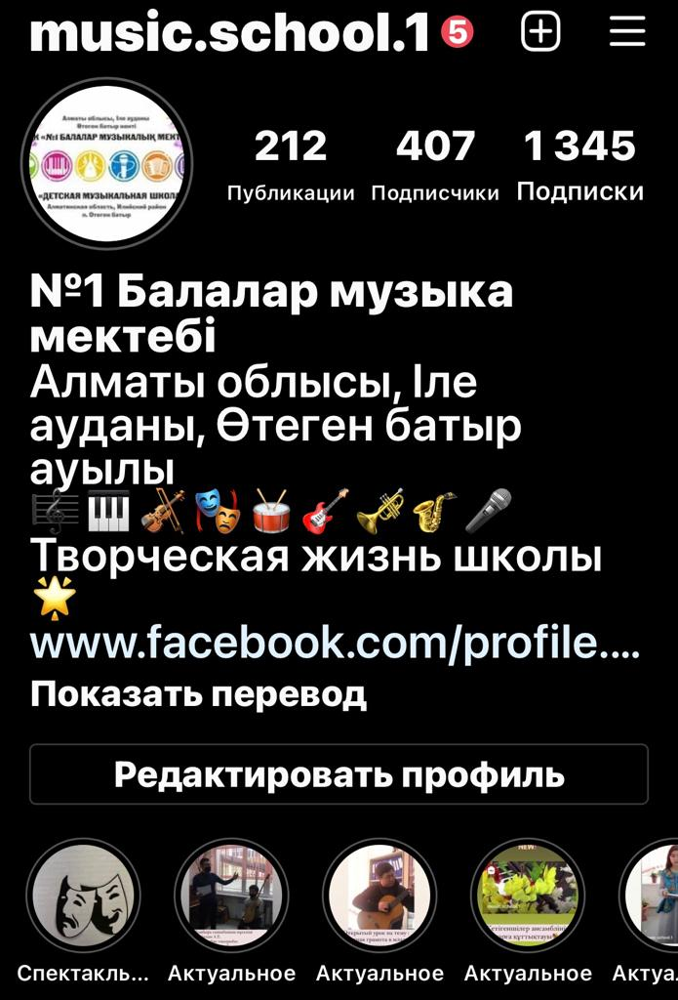 music.school.1 5
Алматы облысы, Іле ауданы
Өтеген батыр кенті
«№1 БАЛАЛАР МУЗЫКАЛЫҚ МЕКТ
«ДЕТСКАЯ МУЗЫКАЛЬНАЯ ШКОЛА
Алматинская область, Илийский район
п. Отеген батыр
212 407 1 345
Публикации Подписчики Подписки
№1 Балалар музыка
мектебі
Алматы облысы, Іле
ауданы, Өтеген батыр
ауылы
🎼 🎹 🎻 🎭 🥁 🎸 🎺 🎷 🎤
Творческая жизнь школы
🌟
www.facebook.com/profile....
Показать перевод
Редактировать профиль
NEW!
Спектакль... Актуальное Актуальное Актуальное Актуа